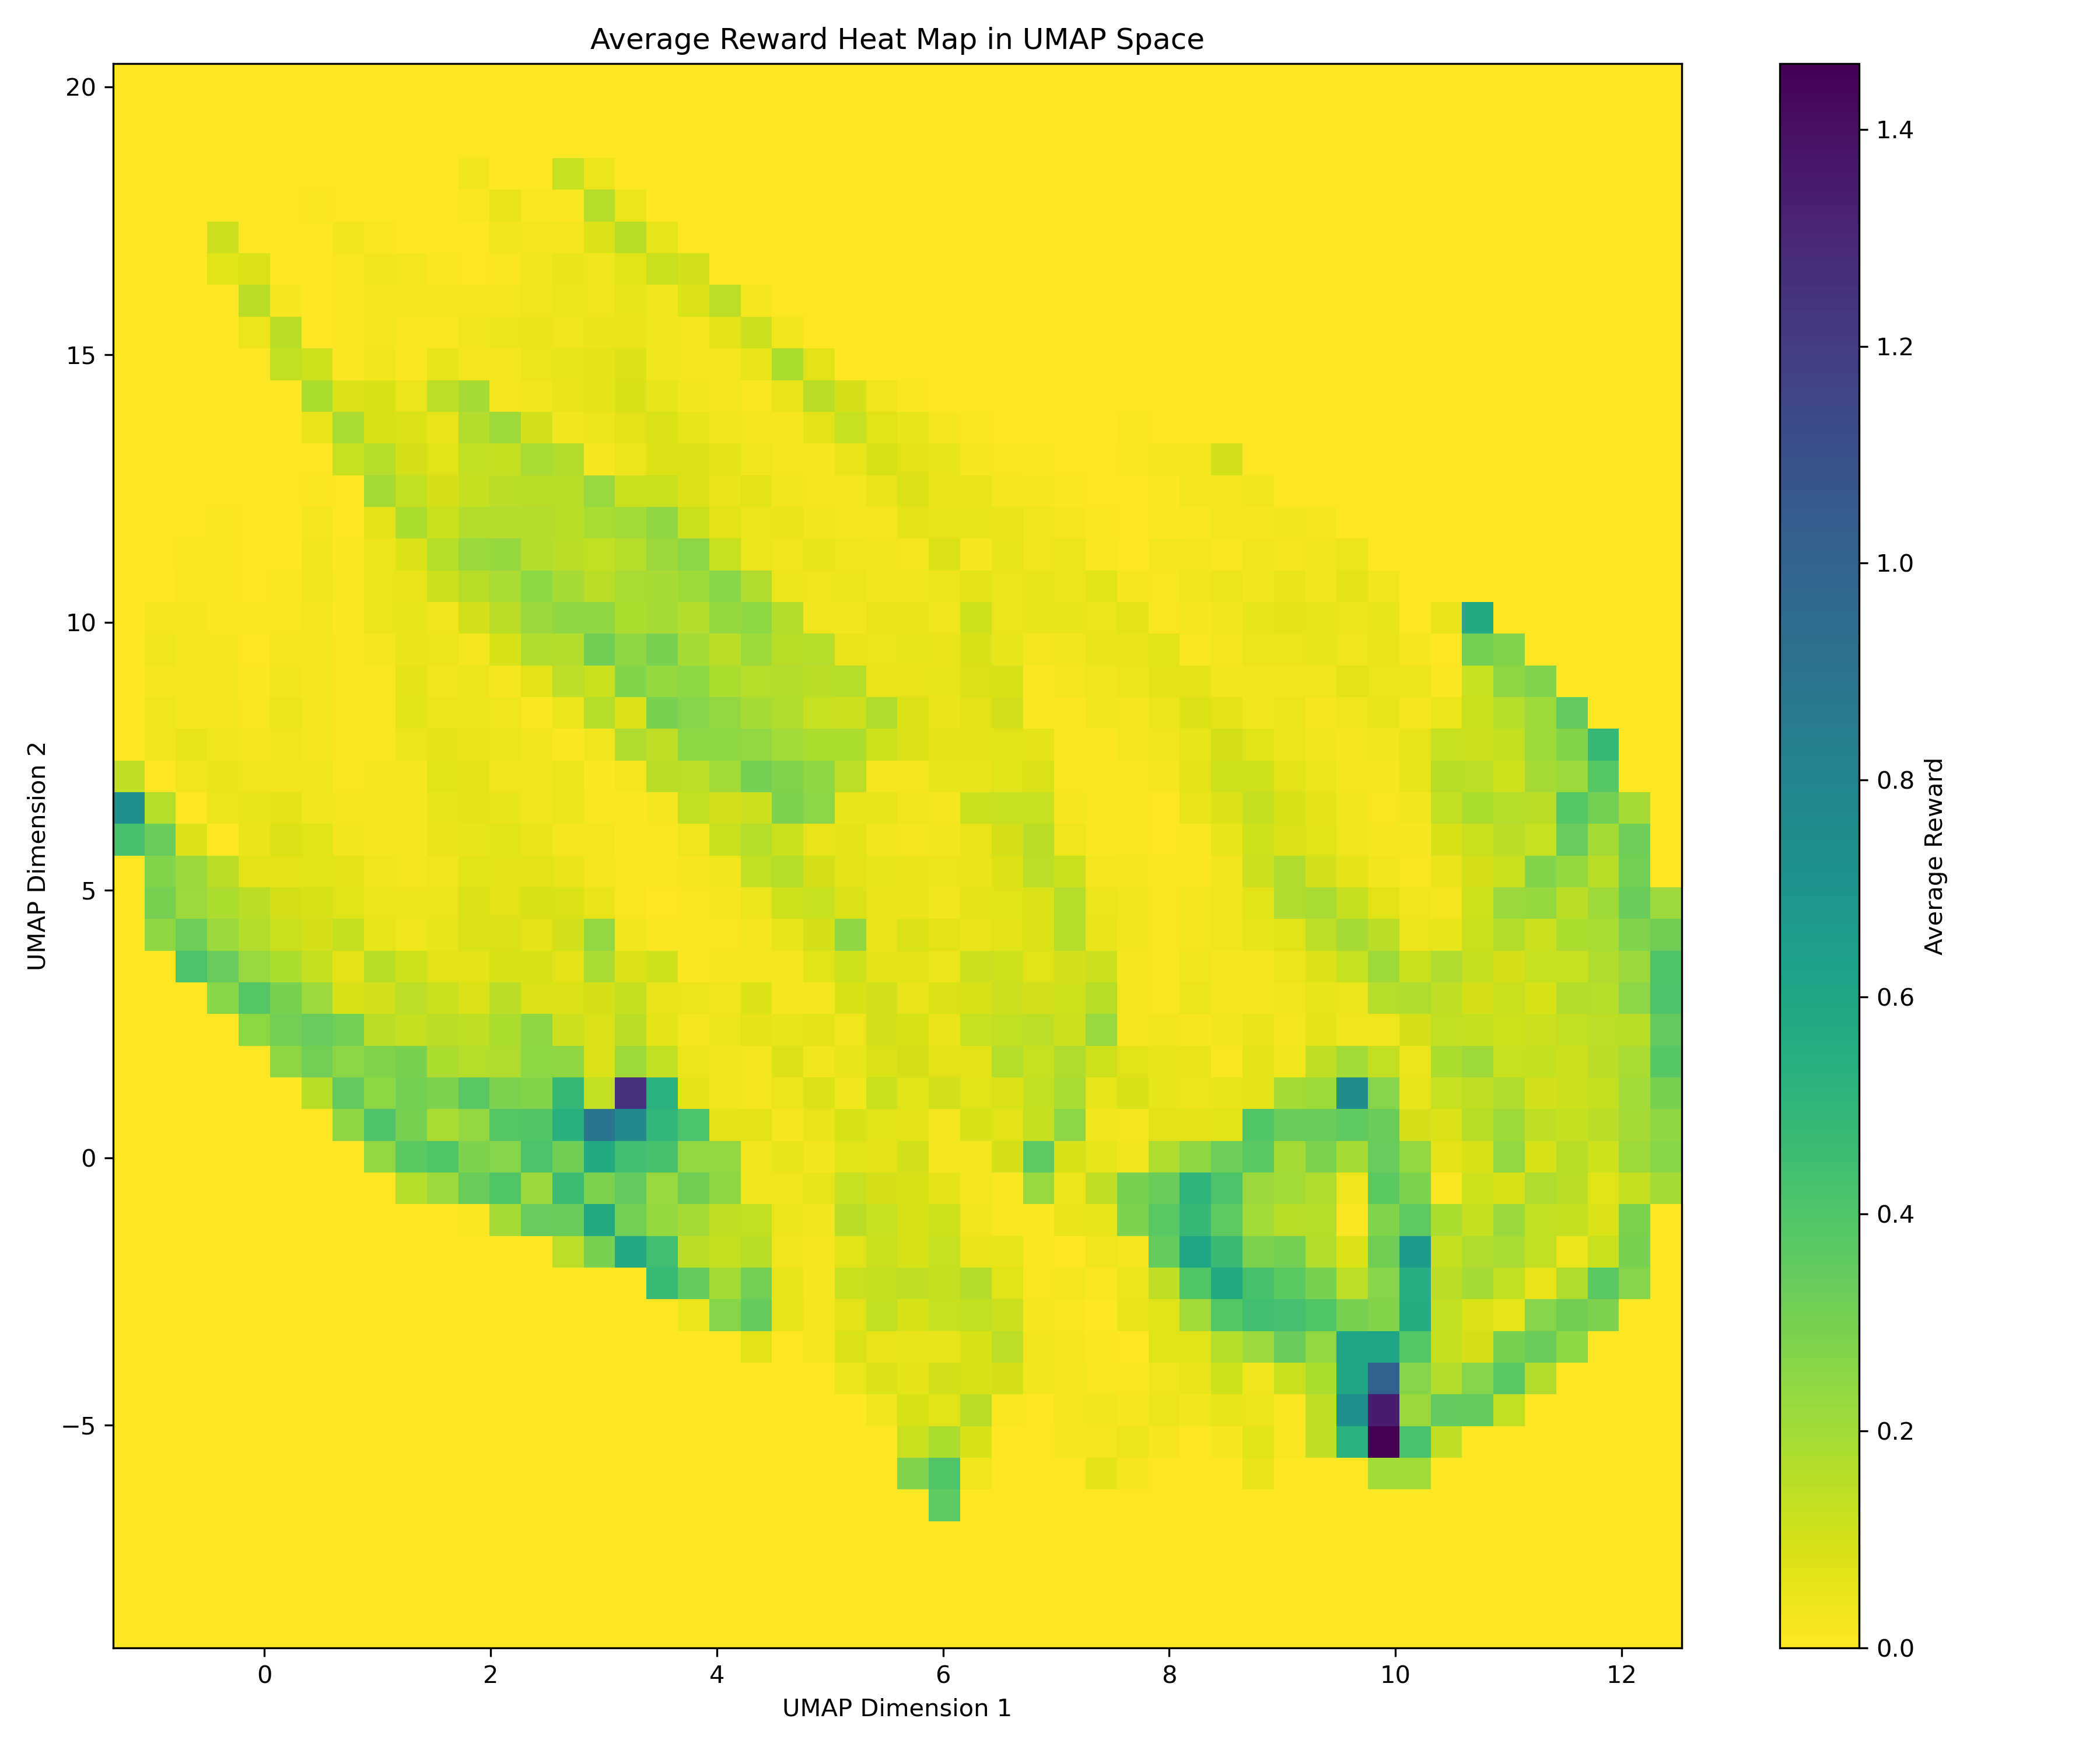 Average Reward Heat Map in UMAP Space
20
15
10
5
0
−5
UMAP Dimension 2
0 2 4 6 8 10 12
UMAP Dimension 1
1.4
1.2
1.0
0.8
0.6
0.4
0.2
0.0
Average Reward